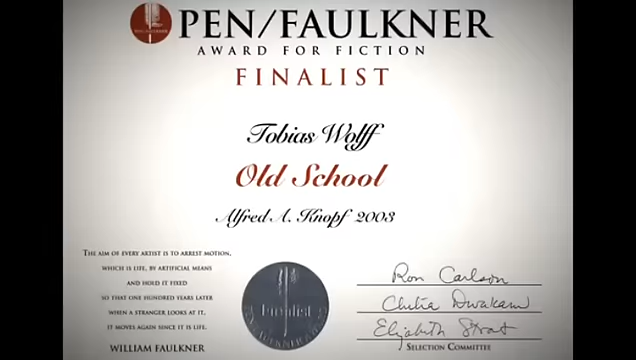 PEN/FAULKNER
AWARD FOR FICTION
FINALIST
Tobias Wolff
Old School
Alfred A. Knopf 2003
THE AIM OF EVERY ARTIST IS TO ARREST MOTION,
WHICH IS LIFE, BY ARTIFICIAL MEANS
AND HOLD IT FIXED
SO THAT ONE HUNDRED YEARS LATER
WHEN A STRANGER LOOKS AT IT,
IT MOVES AGAIN SINCE IT IS LIFE.
WILLIAM FAULKNER
Finalist
Ron Carlson
Elizabeth
SELECTION COMMITTEE